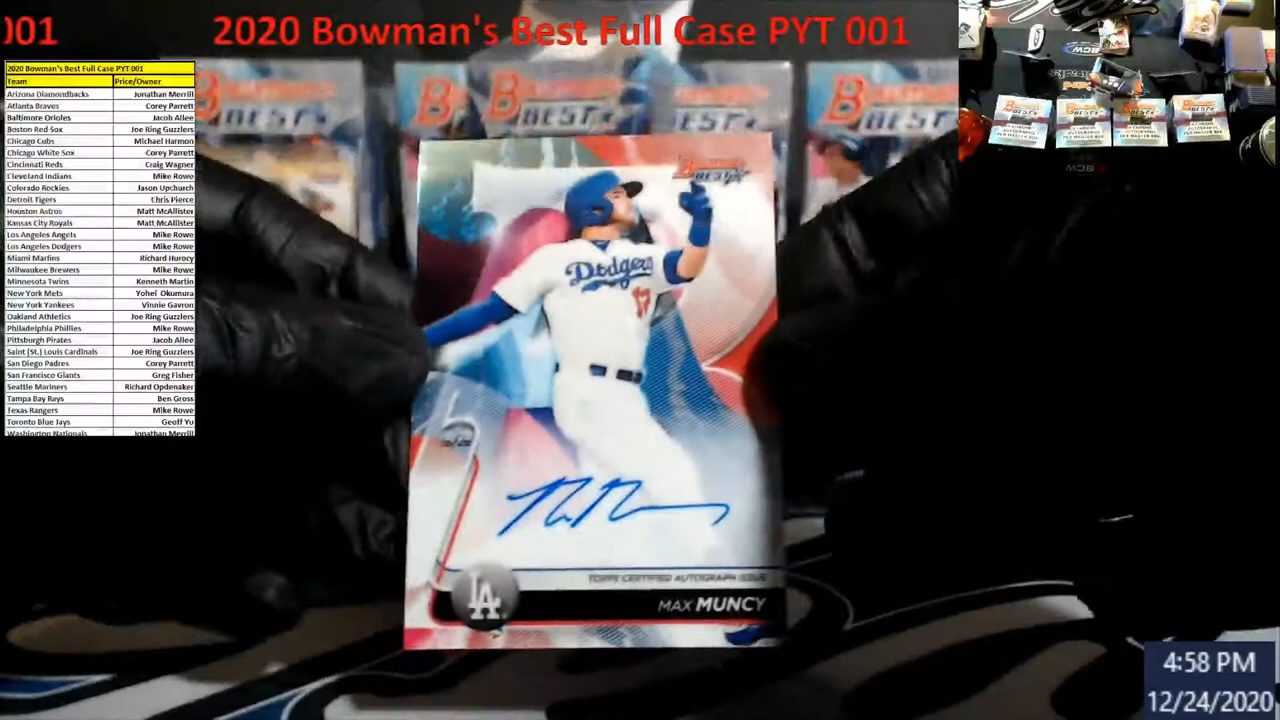 001
2020 Bowman's Best Full Case PYT 001
2020 Bowman's Best Full Case PYT 001
Team Price/Owner
Arizona Diamondbacks Jonathan Merrill
Atlanta Braves Corey Parrett
Baltimore Orioles Jacob Allee
Boston Red Sox Joe Ring Guzzlers
Chicago Cubs Michael Harmon
Chicago White Sox Corey Parrett
Cincinnati Reds Craig Wagner
Cleveland Indians Mike Rowe
Colorado Rockies Jason Upchurch
Detroit Tigers Chris Pierce
Houston Astros Matt McAllister
Kansas City Royals Matt McAllister
Los Angeles Angels Mike Rowe
Los Angeles Dodgers Mike Rowe
Miami Marlins Richard Hurocy
Milwaukee Brewers Mike Rowe
Minnesota Twins Kenneth Martin
New York Mets Yohei Okumura
New York Yankees Vinnie Gavron
Oakland Athletics Joe Ring Guzzlers
Philadelphia Phillies Mike Rowe
Pittsburgh Pirates Jacob Allee
Saint (St.) Louis Cardinals Joe Ring Guzzlers
San Diego Padres Corey Parrett
San Francisco Giants Greg Fisher
Seattle Mariners Richard Opdenaker
Tampa Bay Rays Ben Gross
Texas Rangers Mike Rowe
Toronto Blue Jays Geoff Yu
Washington Nationals Jonathan Merrill
Bowman's
BEST
Dodgers
13
TOPPS CERTIFIED AUTOGRAPH ISSUE
LA
MAX MUNCY
4:58 PM
12/24/2020